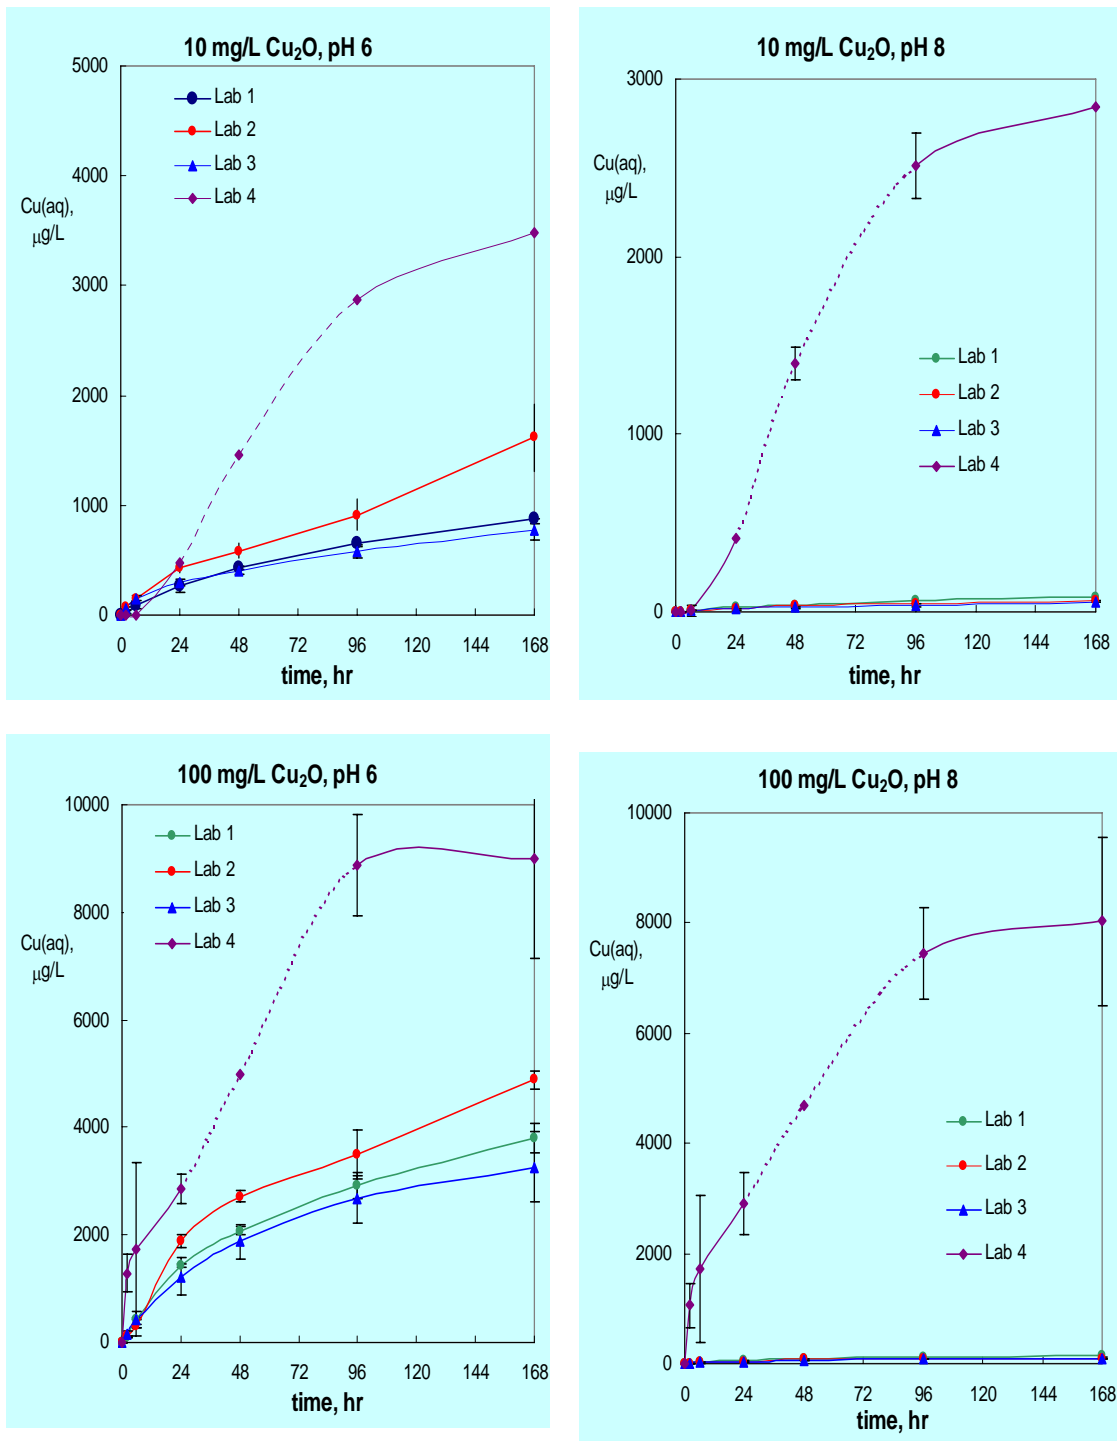 10 mg/L Cu₂O, pH 6
5000
4000
3000
2000
1000
0
Cu(aq),
μg/L
Lab 1
Lab 2
Lab 3
Lab 4
0 24 48 72 96 120 144 168
time, hr
10 mg/L Cu₂O, pH 8
3000
2000
1000
0
Cu(aq),
μg/L
Lab 1
Lab 2
Lab 3
Lab 4
0 24 48 72 96 120 144 168
time, hr
100 mg/L Cu₂O, pH 6
10000
8000
6000
4000
2000
0
Cu(aq),
μg/L
Lab 1
Lab 2
Lab 3
Lab 4
0 24 48 72 96 120 144 168
time, hr
100 mg/L Cu₂O, pH 8
10000
8000
6000
4000
2000
0
Cu(aq),
μg/L
Lab 1
Lab 2
Lab 3
Lab 4
0 24 48 72 96 120 144 168
time, hr